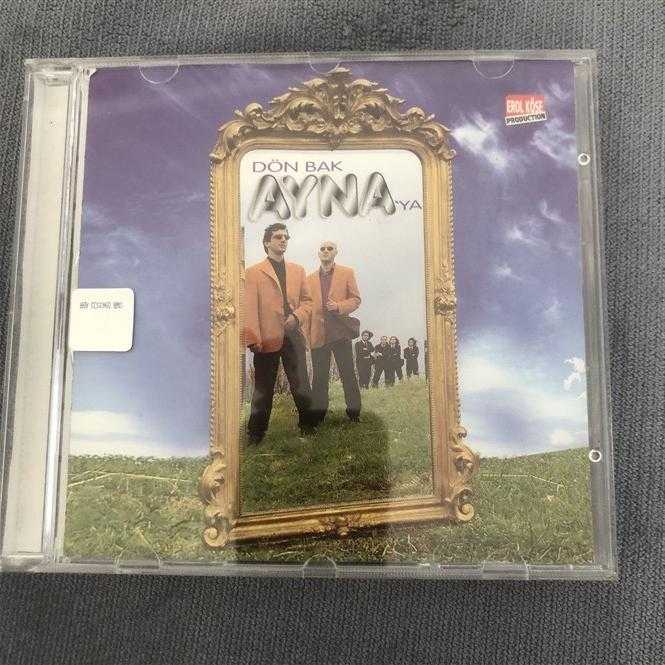 EROL KÖSE
PRODUCTION
DÖN BAK
AYNA
'YA